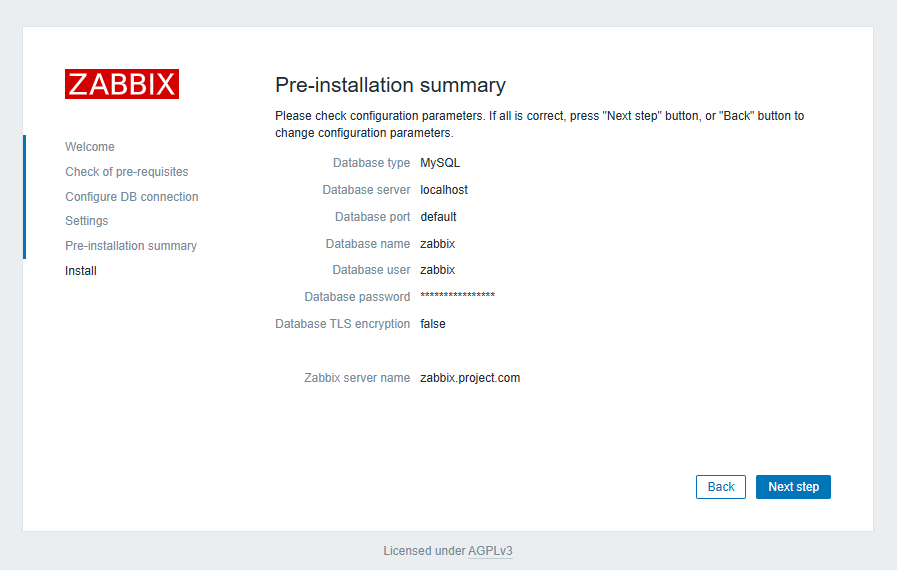 ZABBIX
Welcome
Check of pre-requisites
Configure DB connection
Settings
Pre-installation summary
Install
Pre-installation summary
Please check configuration parameters. If all is correct, press "Next step" button, or "Back" button to
change configuration parameters.
Database type MySQL
Database server localhost
Database port default
Database name zabbix
Database user zabbix
Database password ****************
Database TLS encryption false
Zabbix server name zabbix.project.com
Back Next step
Licensed under AGPLv3